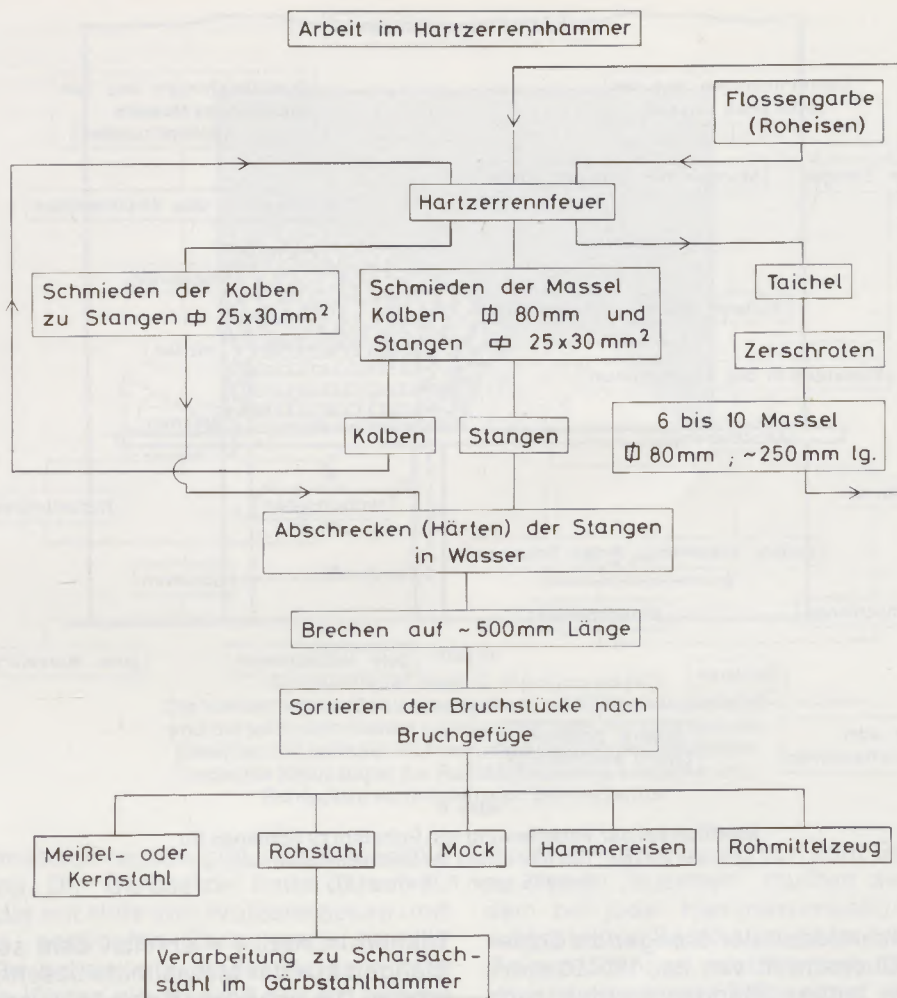 Arbeit im Hartzerrennhammer
Flossengarbe
(Roheisen)
Hartzerrennfeuer
Schmieden der Kolben
zu Stangen ⌷ 25x30mm²
Schmieden der Massel
Kolben ⌷ 80mm und
Stangen ⌷ 25x30mm²
Taichel
Zerschroten
Kolben
Stangen
6 bis 10 Massel
⌷ 80mm ; ~250mm lg.
Abschrecken (Härten) der Stangen
in Wasser
Brechen auf ~ 500mm Länge
Sortieren der Bruchstücke nach
Bruchgefüge
Meißel- oder
Kernstahl
Rohstahl
Mock
Hammereisen
Rohmittelzeug
Verarbeitung zu Scharsach-
stahl im Gärbstahlhammer